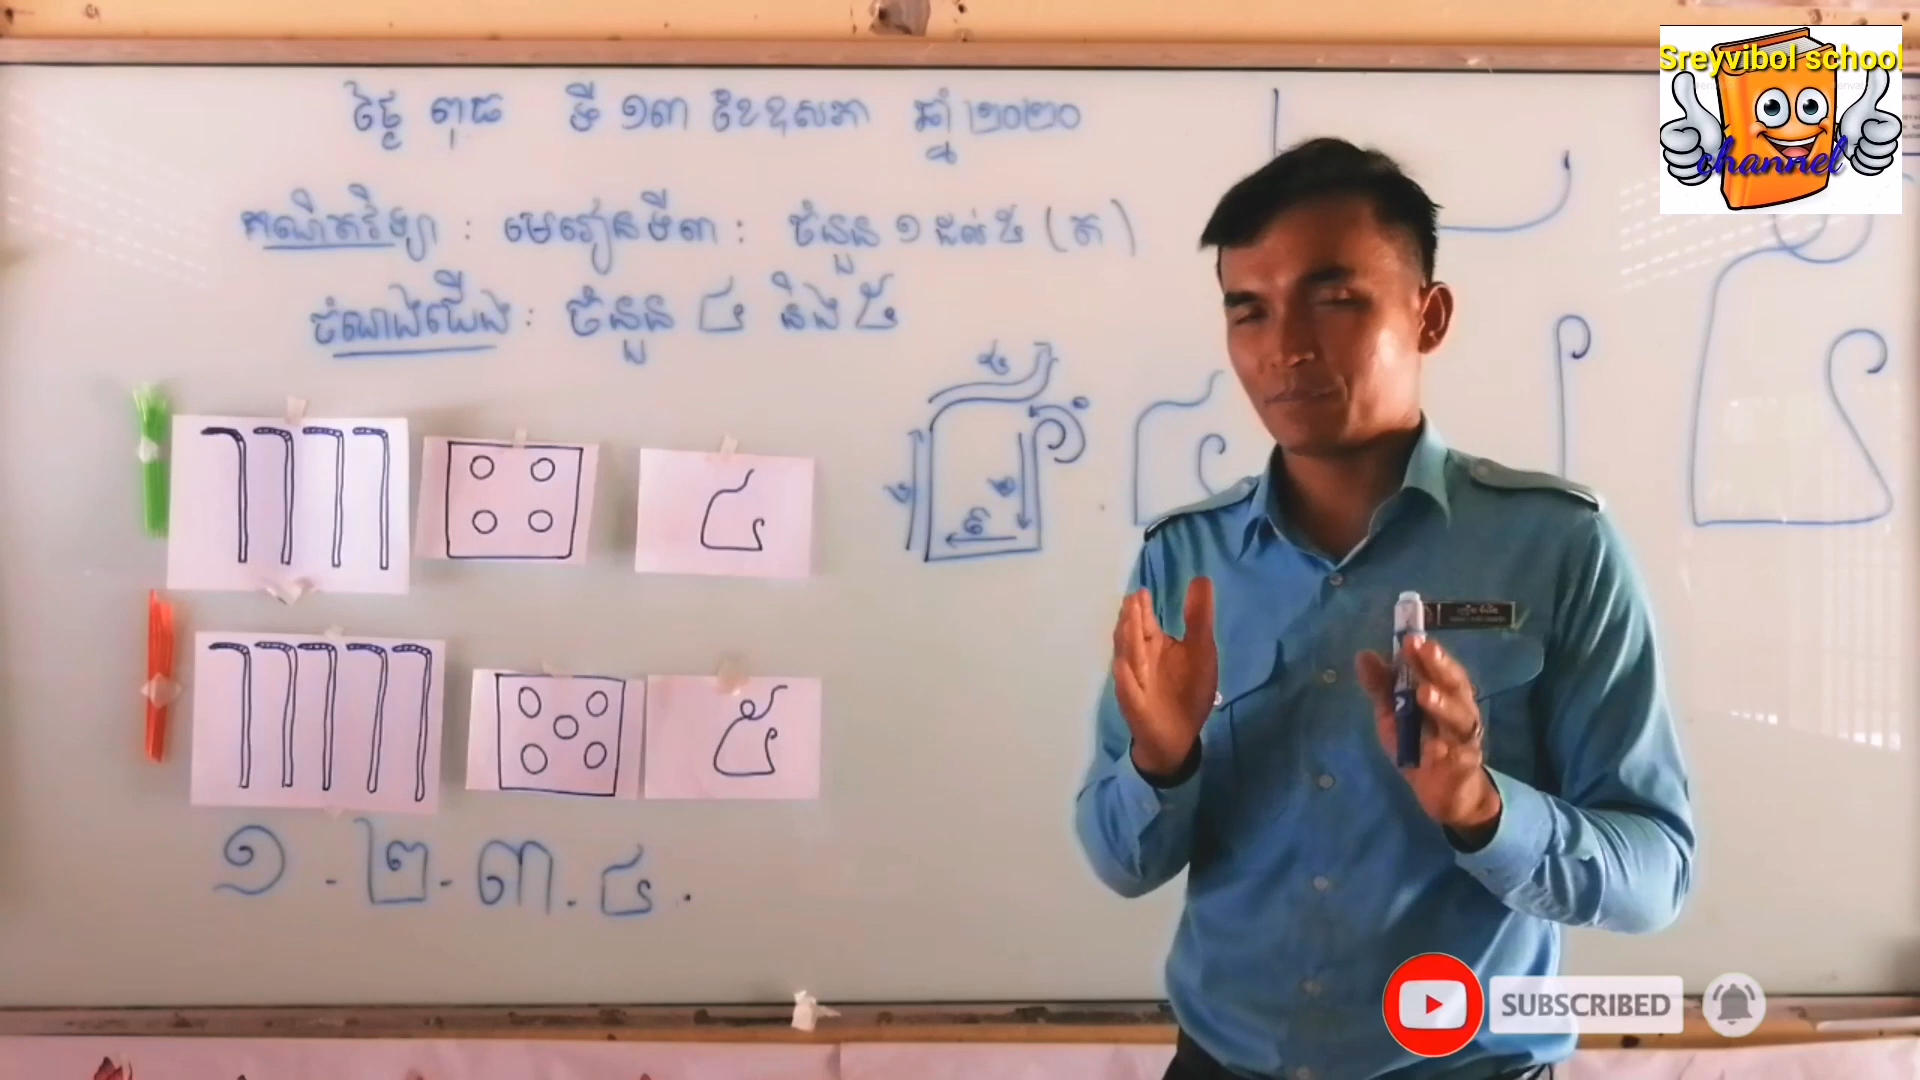 ថ្ងៃ ពុធ ទី ១៣ ខែឧសភា ឆ្នាំ ២០២០
គណិតវិទ្យា : មេរៀនទី៣ : ចំនួន ១ ដល់ ៥ (ត)
ចំណងជើង : ចំនួន ៤ និង ៥
៤
៥
១ . ២ . ៣ . ៤ .
៤
Sreyvibol school
channel
SUBSCRIBED